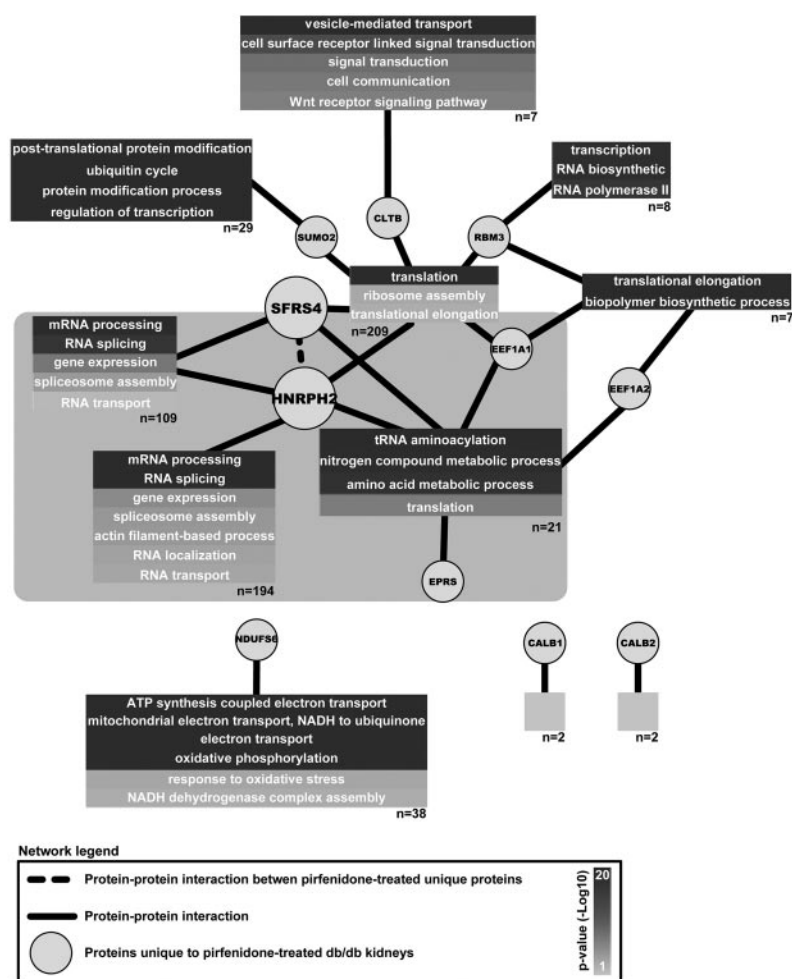 vesicle-mediated transport
cell surface receptor linked signal transduction
signal transduction
cell communication
Wnt receptor signaling pathway
n=7
post-translational protein modification
ubiquitin cycle
protein modification process
regulation of transcription
n=29
transcription
RNA biosynthetic
RNA polymerase II
n=8
SUMO2
CLTB
RBM3
translation
ribosome assembly
translational elongation
n=209
translational elongation
biopolymer biosynthetic process
n=7
SFRS4
mRNA processing
RNA splicing
gene expression
spliceosome assembly
RNA transport
n=109
EEF1A1
EEF1A2
HNRPH2
mRNA processing
RNA splicing
gene expression
spliceosome assembly
actin filament-based process
RNA localization
RNA transport
n=194
tRNA aminoacylation
nitrogen compound metabolic process
amino acid metabolic process
translation
n=21
EPRS
NDUFS6
CALB1
CALB2
ATP synthesis coupled electron transport
mitochondrial electron transport, NADH to ubiquinone
electron transport
oxidative phosphorylation
response to oxidative stress
NADH dehydrogenase complex assembly
n=38
n=2
n=2
Network legend
Protein-protein interaction betwen pirfenidone-treated unique proteins
Protein-protein interaction
Proteins unique to pirfenidone-treated db/db kidneys
p-value (-Log10)
20
1